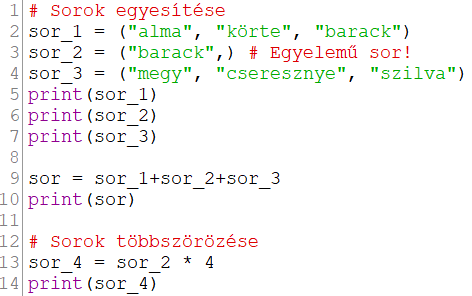 1 # Sorok egyesítése
2 sor_1 = ("alma", "körte", "barack")
3 sor_2 = ("barack",) # Egyelemű sor!
4 sor_3 = ("megy", "cseresznye", "szilva")
5 print(sor_1)
6 print(sor_2)
7 print(sor_3)
8
9 sor = sor_1+sor_2+sor_3
10 print(sor)
11
12 # Sorok többszörözése
13 sor_4 = sor_2 * 4
14 print(sor_4)